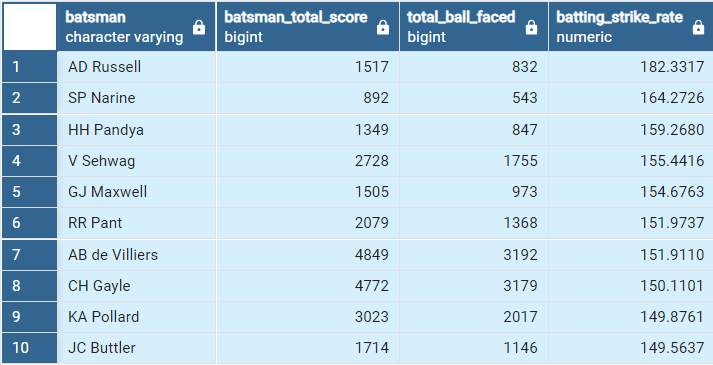 batsman batsman_total_score total_ball_faced batting_strike_rate
character varying bigint bigint numeric
1 AD Russell 1517 832 182.3317
2 SP Narine 892 543 164.2726
3 HH Pandya 1349 847 159.2680
4 V Sehwag 2728 1755 155.4416
5 GJ Maxwell 1505 973 154.6763
6 RR Pant 2079 1368 151.9737
7 AB de Villiers 4849 3192 151.9110
8 CH Gayle 4772 3179 150.1101
9 KA Pollard 3023 2017 149.8761
10 JC Buttler 1714 1146 149.5637